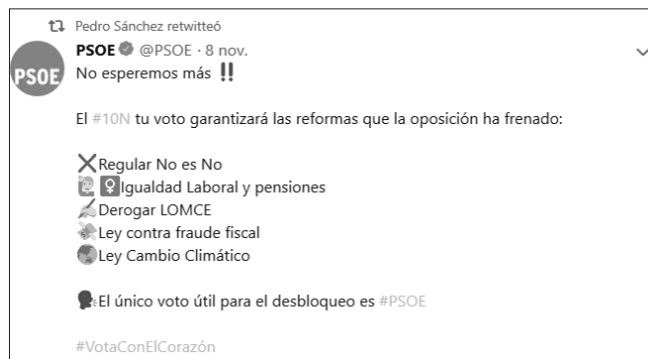 Pedro Sánchez retwitteó
PSOE @PSOE · 8 nov.
PSOE
No esperemos más ‼
El #10N tu voto garantizará las reformas que la oposición ha frenado:
Regular No es No
Igualdad Laboral y pensiones
Derogar LOMCE
Ley contra fraude fiscal
Ley Cambio Climático
El único voto útil para el desbloqueo es #PSOE
#VotaConElCorazón